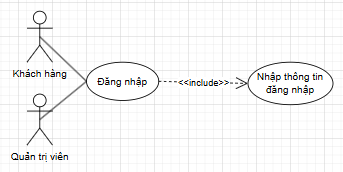 Khách hàng
Đăng nhập
<<include>>
Nhập thông tin
đăng nhập
Quản trị viên